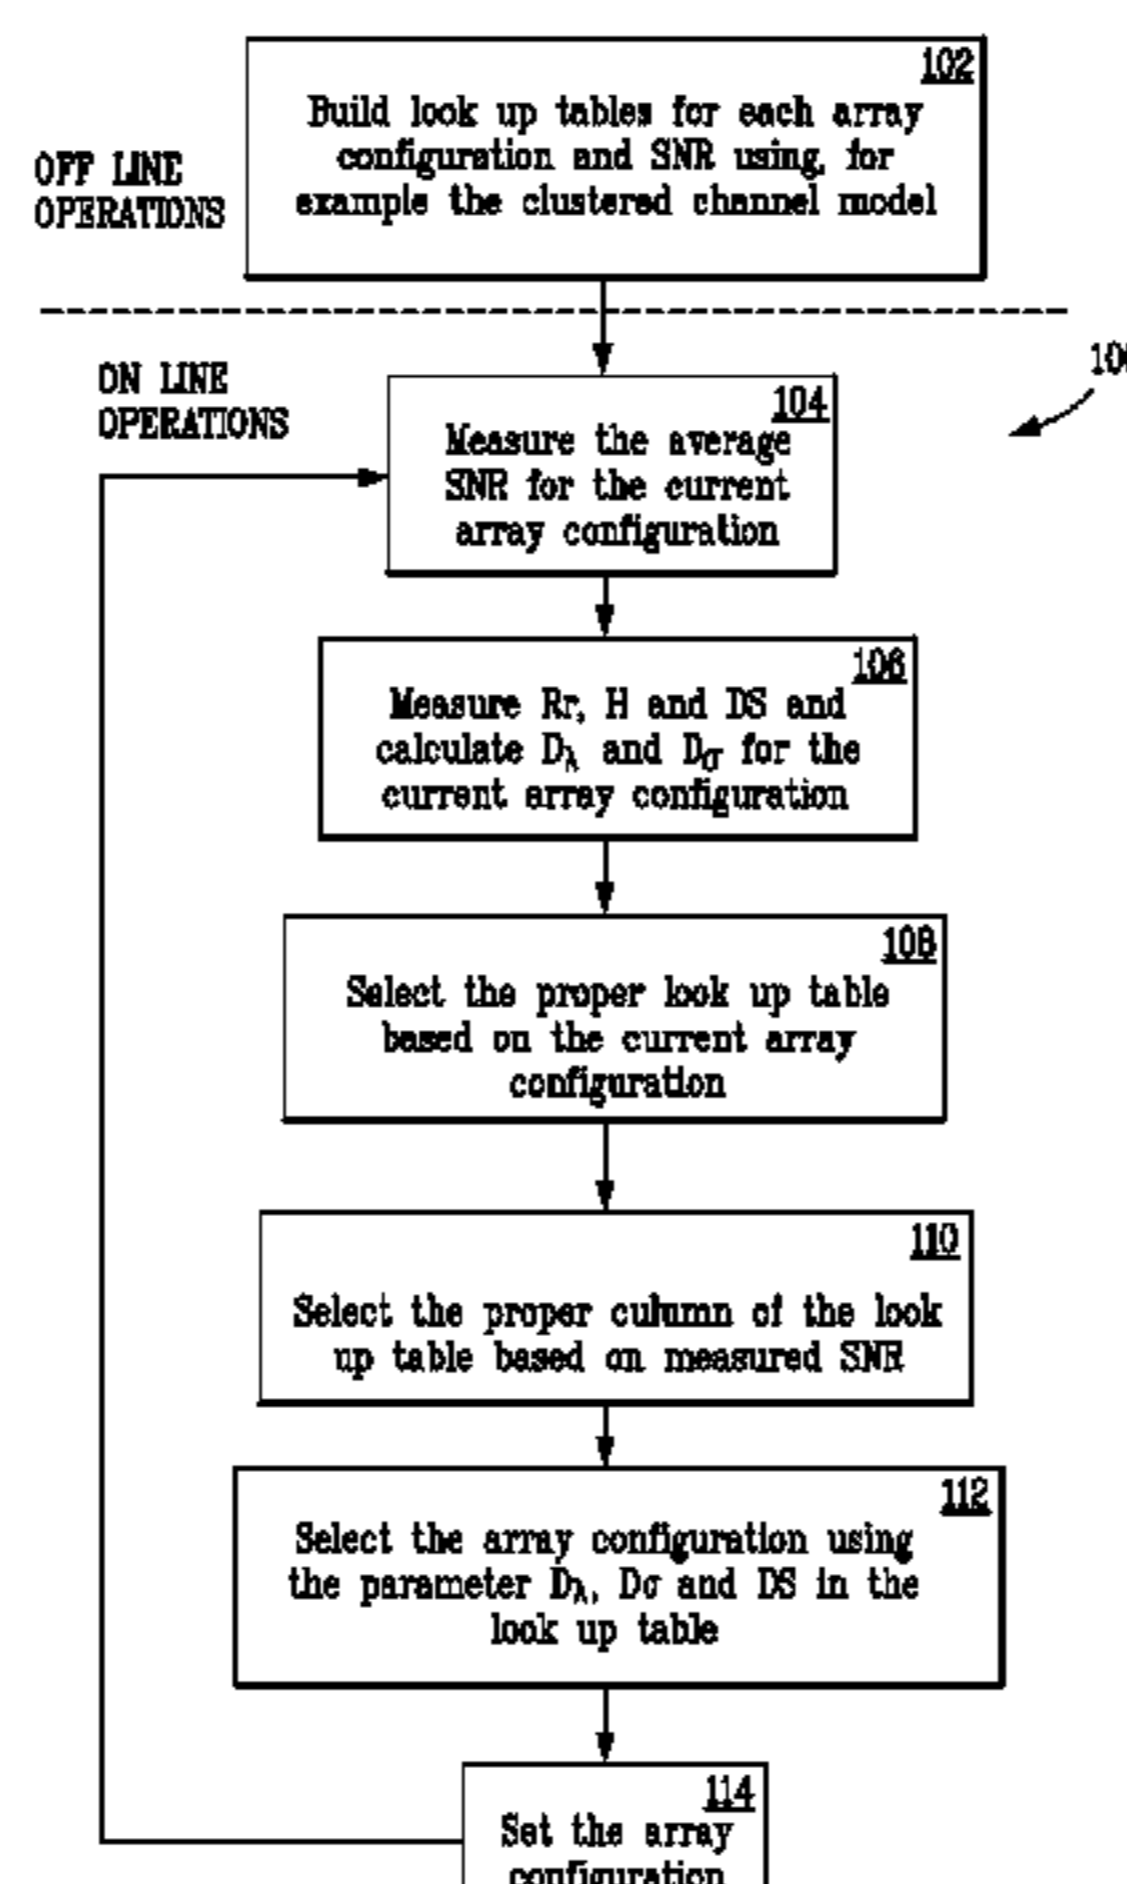 102
Build look up tables for each array
configuration and SNR using, for
example the clustered channel model
OFF LINE
OPERATIONS
ON LINE
OPERATIONS
104
Measure the average
SNR for the current
array configuration
106
Measure Rr, H and DS and
calculate Dλ and Dσ for the
current array configuration
108
Select the proper look up table
based on the current array
configuration
110
Select the proper culumn of the look
up table based on measured SNR
112
Select the array configuration using
the parameter Dλ, Dσ and DS in the
look up table
114
Set the array
configuration